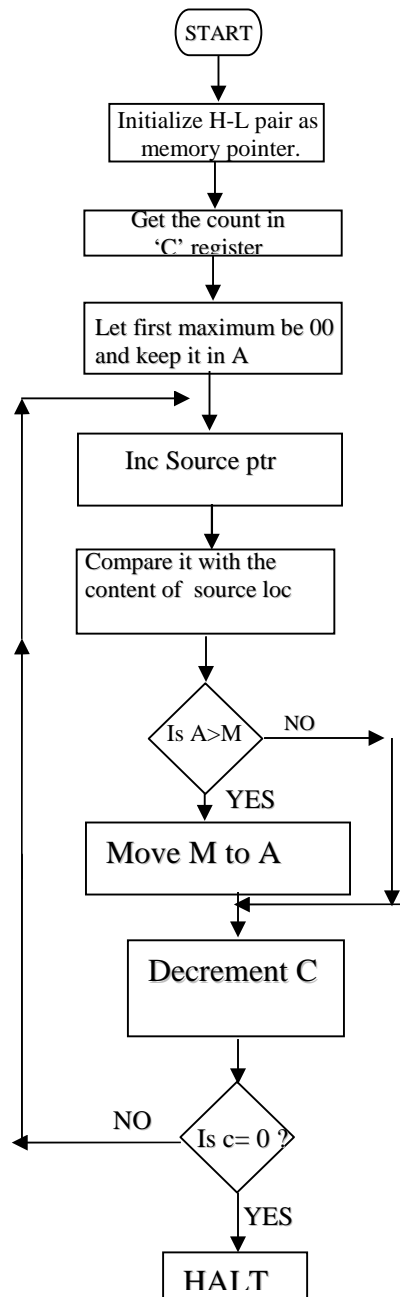 START
Initialize H-L pair as
memory pointer.
Get the count in
‘C’ register
Let first maximum be 00
and keep it in A
Inc Source ptr
Compare it with the
content of source loc
Is A>M
NO
YES
Move M to A
Decrement C
NO
Is c= 0 ?
YES
HALT